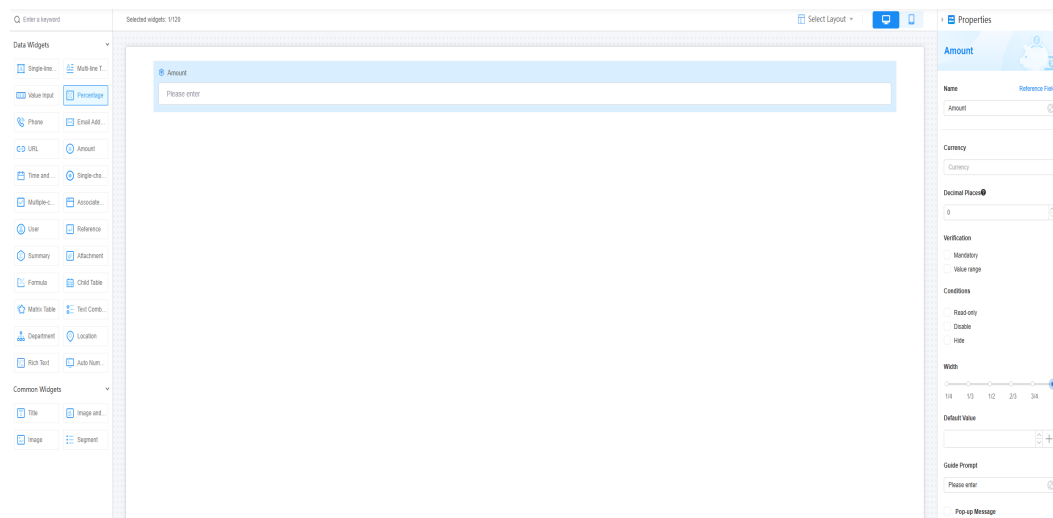 Enter a keyword
Selected widgets: 1/120
Select Layout
Properties
Data Widgets
Amount
Single-line...
Multi-line T...
Amount
Please enter
Value Input
Percentage
Name
Reference Fiel
Amount
Phone
Email Add...
URL
Amount
Currency
Currency
Time and ...
Single-cho...
Decimal Places
Multiple-c...
Associate...
0
User
Reference
Verification
Mandatory
Value range
Summary
Attachment
Formula
Child Table
Conditions
Read-only
Disable
Hide
Matrix Table
Text Comb...
Department
Location
Rich Text
Auto Num...
Width
1/4 1/3 1/2 2/3 3/4
Common Widgets
Title
Image and...
Default Value
Image
Segment
Guide Prompt
Please enter
Pop-up Message